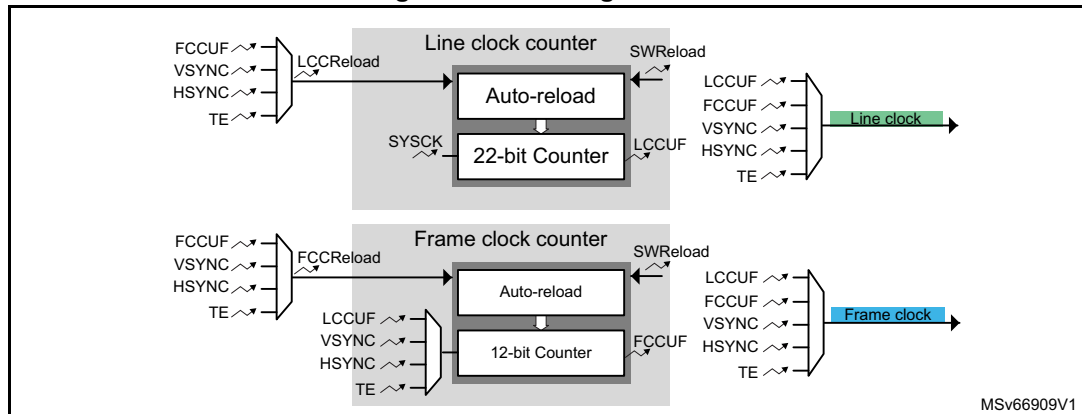 Line clock counter
FCCUF
VSYNC
HSYNC
TE
LCCReload
SWReload
Auto-reload
SYSCK
22-bit Counter
LCCUF
LCCUF
FCCUF
VSYNC
HSYNC
TE
Line clock
Frame clock counter
FCCUF
VSYNC
HSYNC
TE
FCCReload
SWReload
Auto-reload
LCCUF
VSYNC
HSYNC
TE
12-bit Counter
FCCUF
LCCUF
FCCUF
VSYNC
HSYNC
TE
Frame clock
MSv66909V1